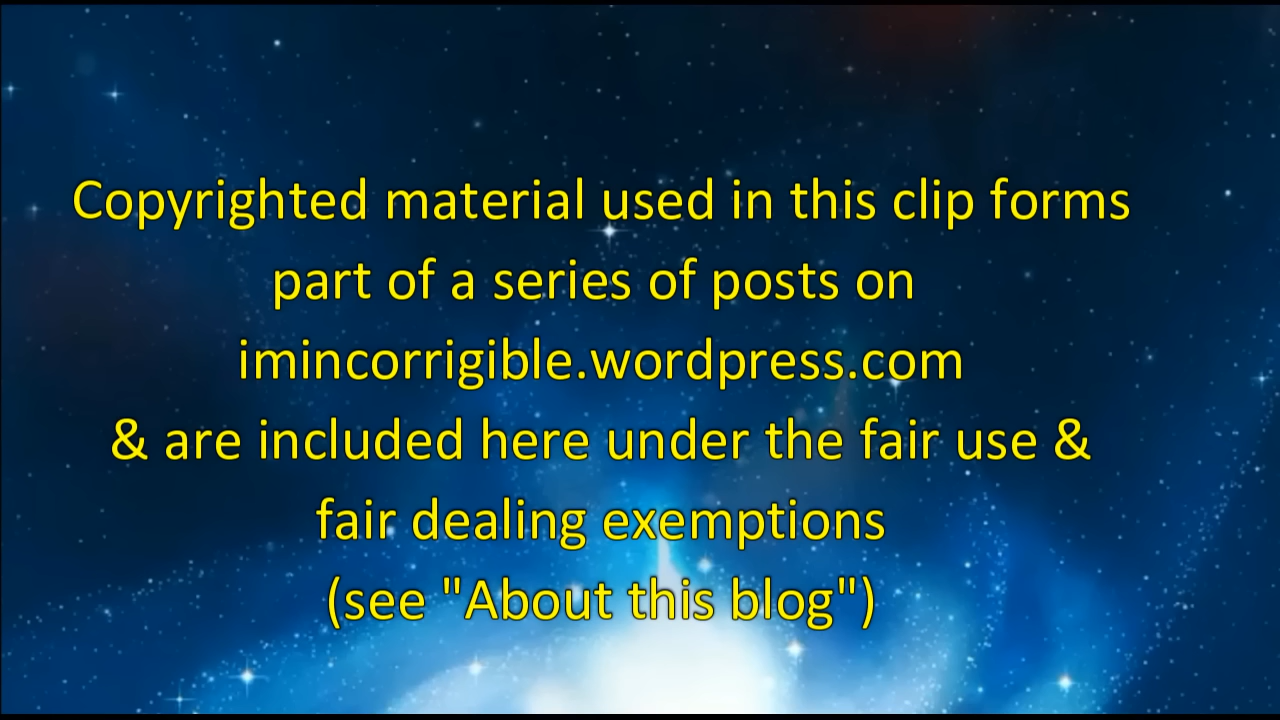 Copyrighted material used in this clip forms
part of a series of posts on
imincorrigible.wordpress.com
& are included here under the fair use &
fair dealing exemptions
(see "About this blog")